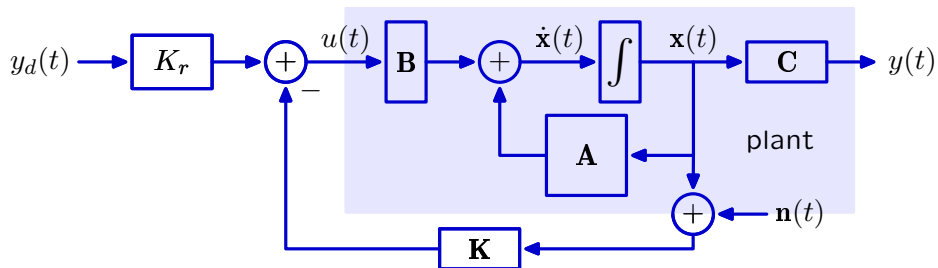 y_d(t)
K_r
+
−
u(t)
B
+
ẋ(t)
∫
x(t)
C
y(t)
A
plant
+
n(t)
K